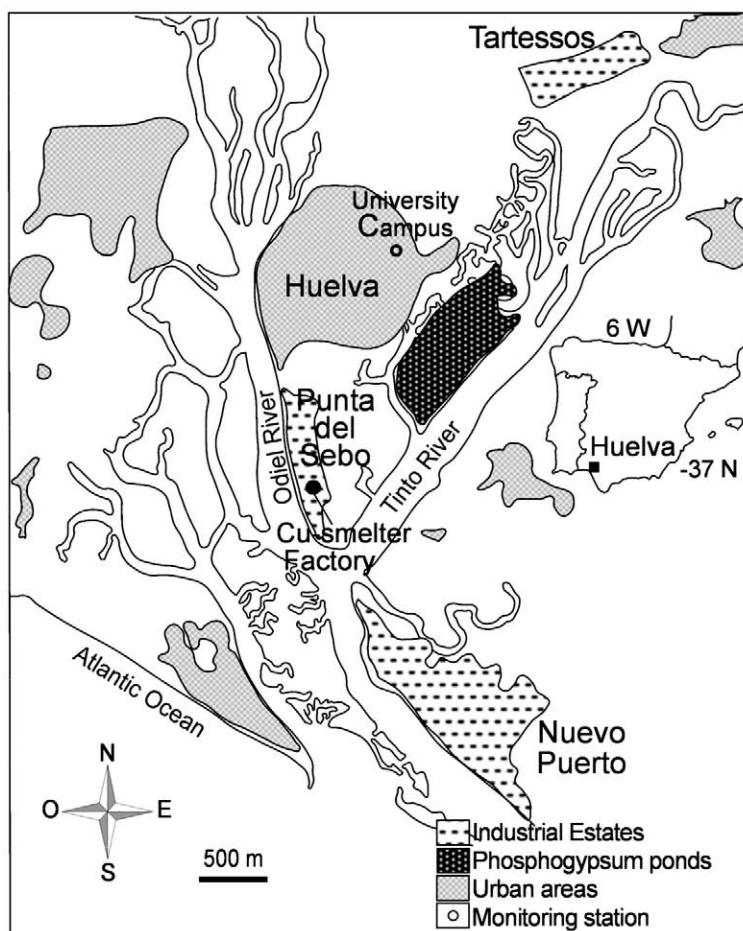 Tartessos
University
Campus
Huelva
6 W
Punta
del
Sebo
Odiel River
Tinto River
Huelva
-37 N
Cu-smelter
Factory
Atlantic Ocean
Nuevo
Puerto
N
O
E
S
500 m
Industrial Estates
Phosphogypsum ponds
Urban areas
Monitoring station